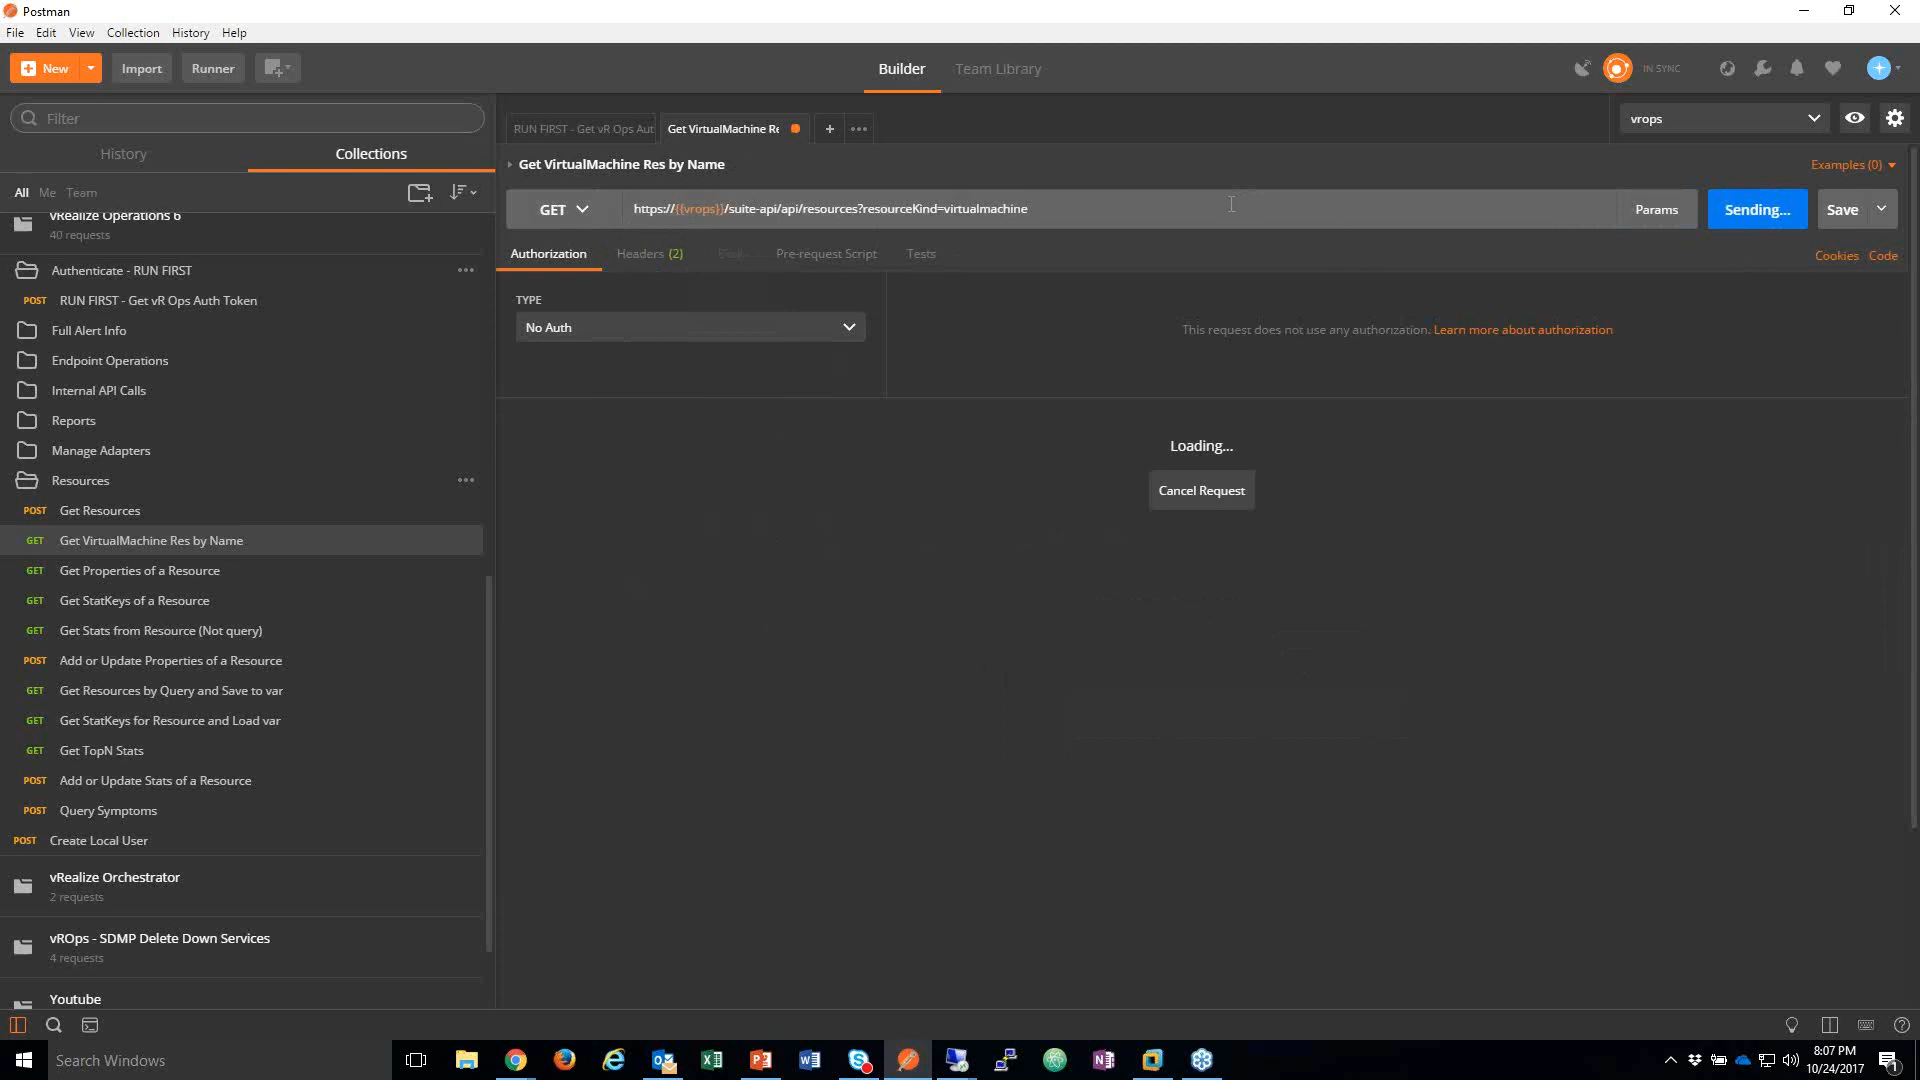 Postman
File Edit View Collection History Help
New Import Runner Builder Team Library IN SYNC
Filter
RUN FIRST - Get vR Ops Aut Get VirtualMachine Re + ••• vrops
History Collections
Get VirtualMachine Res by Name Examples (0)
All Me Team
GET https://{{vrops}}/suite-api/api/resources?resourceKind=virtualmachine Params Sending... Save
Authorization Headers (2) Body Pre-request Script Tests Cookies Code
TYPE
No Auth
This request does not use any authorization. Learn more about authorization
Loading...
Cancel Request
vRealize Operations 6
40 requests
Authenticate - RUN FIRST •••
POST RUN FIRST - Get vR Ops Auth Token
Full Alert Info
Endpoint Operations
Internal API Calls
Reports
Manage Adapters
Resources •••
POST Get Resources
GET Get VirtualMachine Res by Name
GET Get Properties of a Resource
GET Get StatKeys of a Resource
GET Get Stats from Resource (Not query)
POST Add or Update Properties of a Resource
GET Get Resources by Query and Save to var
GET Get StatKeys for Resource and Load var
GET Get TopN Stats
POST Add or Update Stats of a Resource
POST Query Symptoms
POST Create Local User
vRealize Orchestrator
2 requests
vROps - SDMP Delete Down Services
4 requests
Youtube
Search Windows
8:07 PM
10/24/2017